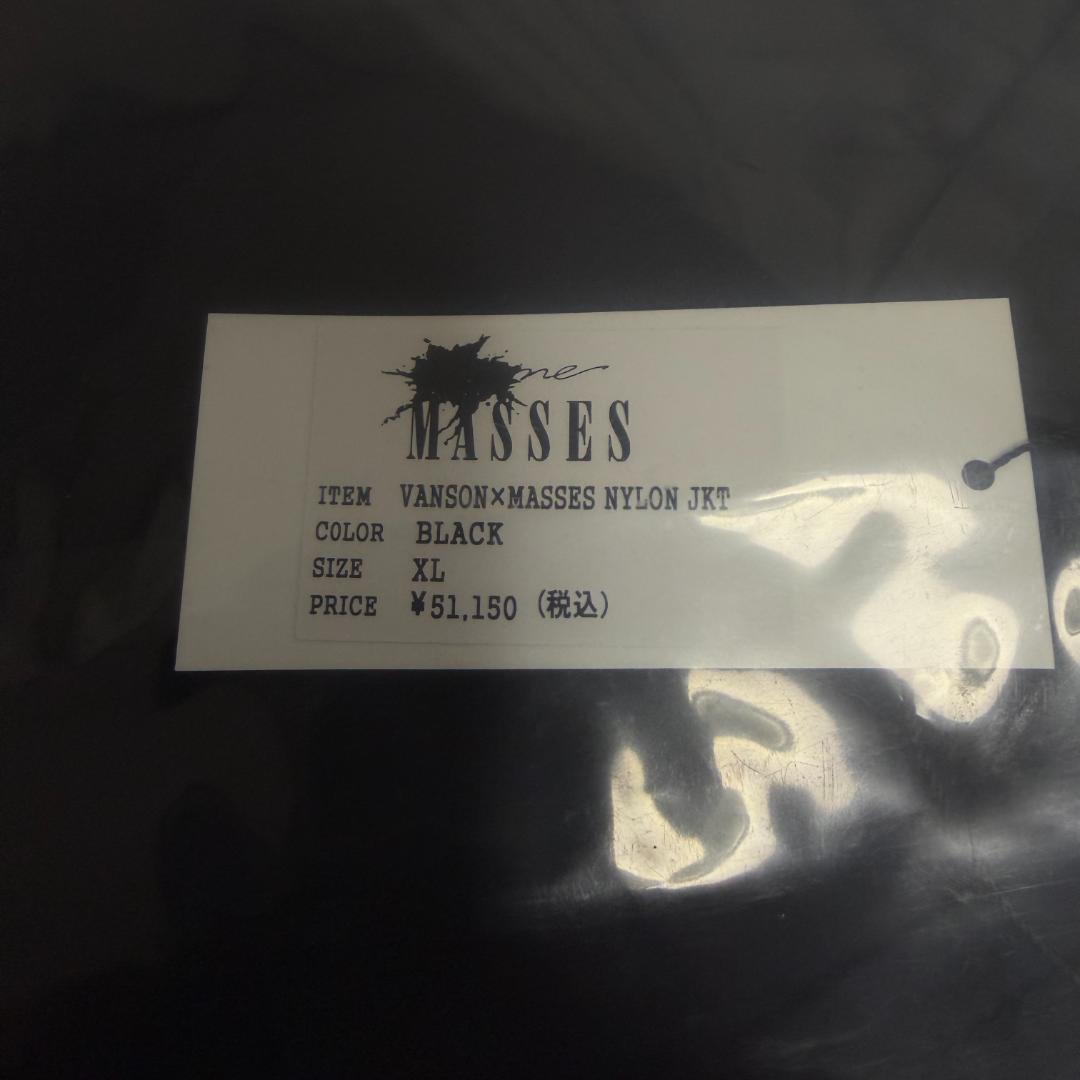 MASSES
ITEM VANSON×MASSES NYLON JKT
COLOR BLACK
SIZE XL
PRICE ¥51,150 (税込)